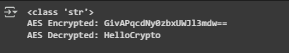 <class 'str'>
AES Encrypted: GivAPqcdNy0zbxUWJl3mdw==
AES Decrypted: HelloCrypto